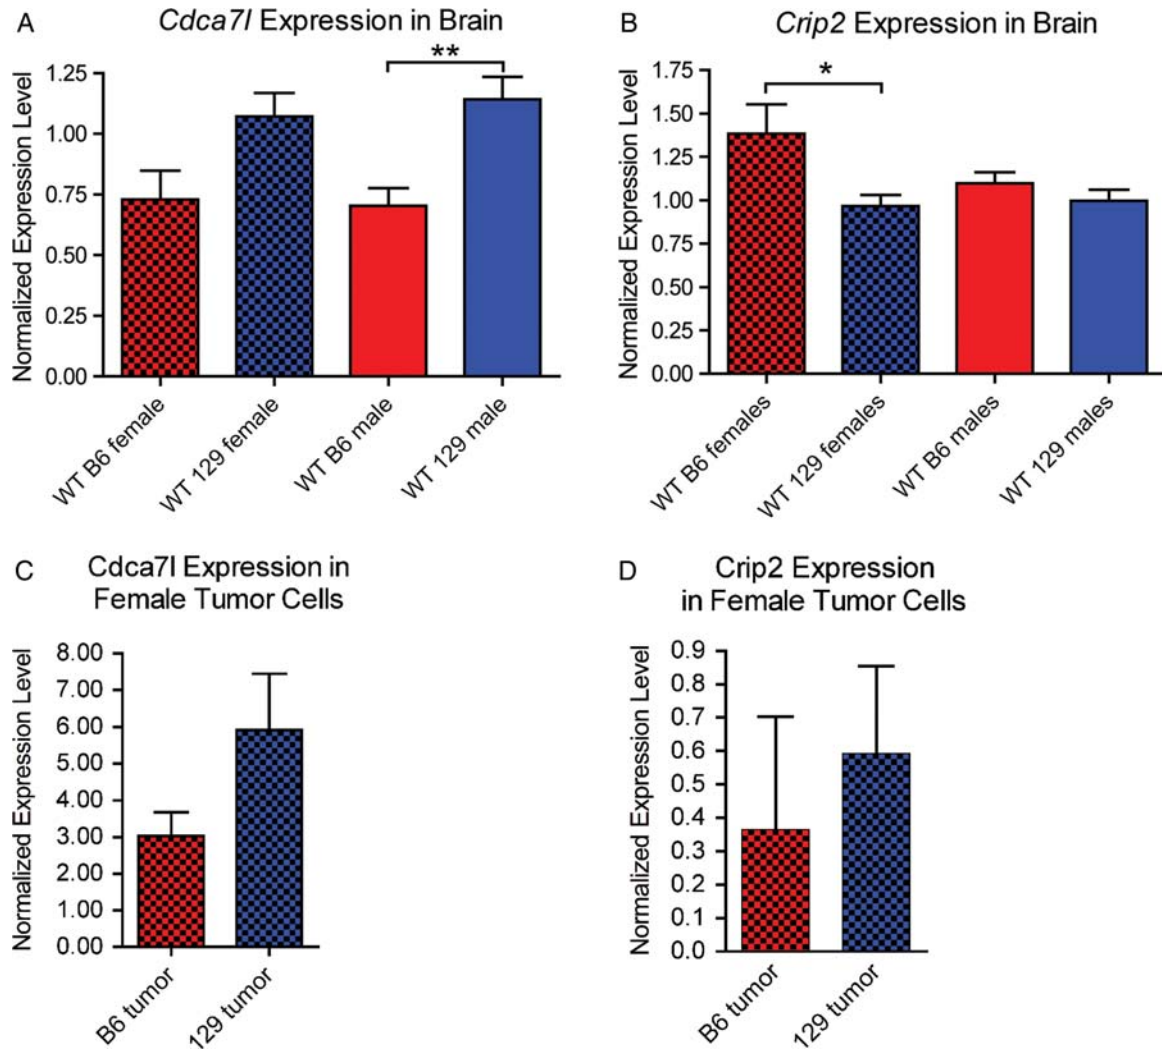 A
Cdca7l Expression in Brain
Normalized Expression Level
1.25
1.00
0.75
0.50
0.25
0.00
**
WT B6 female
WT 129 female
WT B6 male
WT 129 male
B
Crip2 Expression in Brain
Normalized Expression Level
1.75
1.50
1.25
1.00
0.75
0.50
0.25
0.00
*
WT B6 females
WT 129 females
WT B6 males
WT 129 males
C
Cdca7l Expression in
Female Tumor Cells
Normalized Expression Level
8.00
7.00
6.00
5.00
4.00
3.00
2.00
1.00
0.00
B6 tumor
129 tumor
D
Crip2 Expression
in Female Tumor Cells
Normalized Expression Level
0.9
0.8
0.7
0.6
0.5
0.4
0.3
0.2
0.1
0.0
B6 tumor
129 tumor